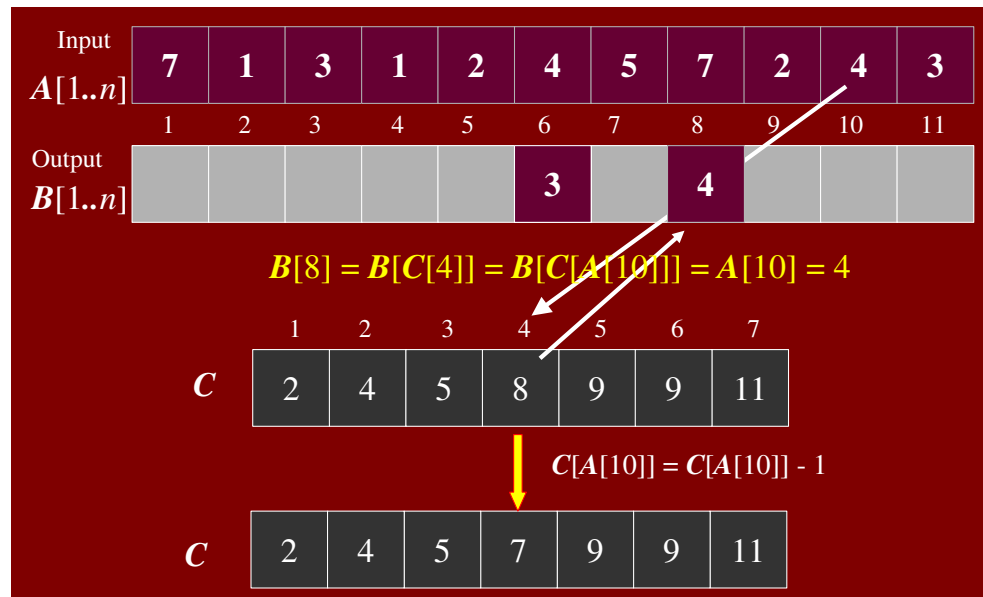 Input
A[1..n]
7 1 3 1 2 4 5 7 2 4 3
1 2 3 4 5 6 7 8 9 10 11
Output
B[1..n]
3 4
B[8] = B[C[4]] = B[C[A[10]]] = A[10] = 4
1 2 3 4 5 6 7
C 2 4 5 8 9 9 11
C[A[10]] = C[A[10]] - 1
C 2 4 5 7 9 9 11